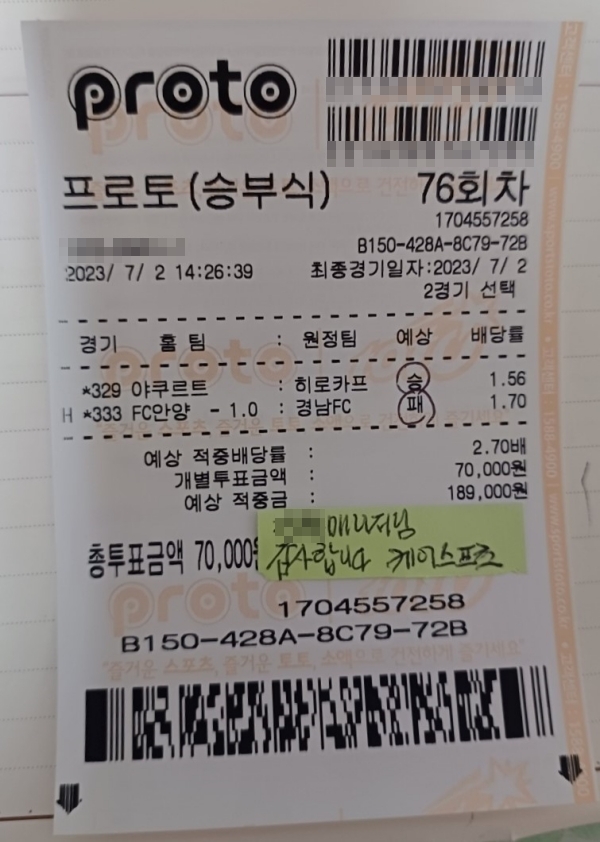 proto
프로토(승부식) 76회차
1704557258
B150-428A-8C79-72B
2023/ 7/ 2 14:26:39 최종경기일자:2023/ 7/ 2
2경기 선택
경기 홈 팀 : 원정팀 예상 배당률
*329 야쿠르트 : 히로카프 승 1.56
H *333 FC안양 - 1.0 : 경남FC 패 1.70
예상 적중배당률 : 2.70배
개별투표금액 : 70,000원
예상 적중금 : 189,000원
매니저님
총투표금액 70,000원
감사합니다 케이스포츠
1704557258
B150-428A-8C79-72B
"즐거운 스포츠, 즐거운 토토, 소액으로 건전하게 즐기세요"